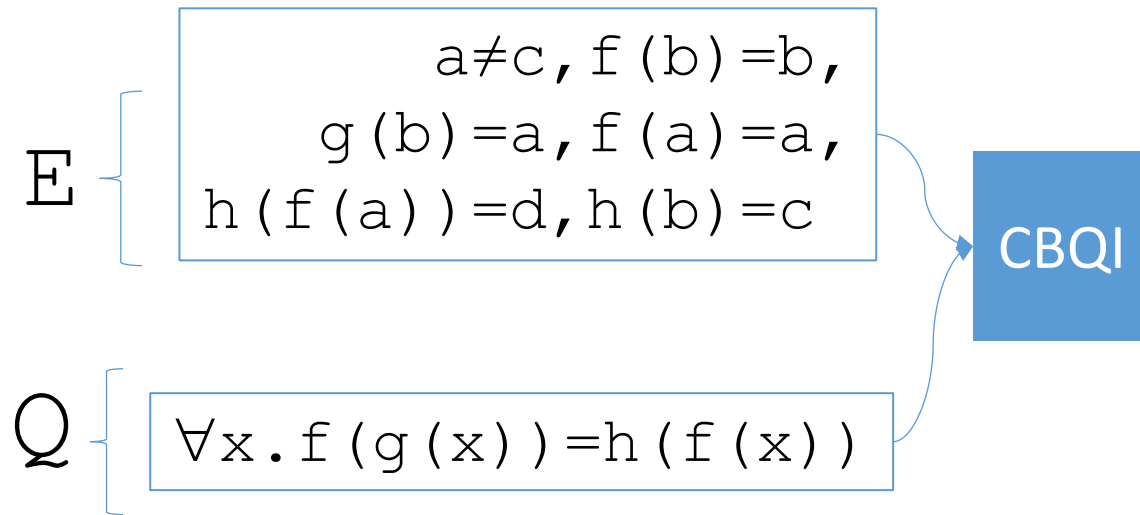 E
a≠c,f(b)=b,
g(b)=a,f(a)=a,
h(f(a))=d,h(b)=c
CBQI
Q
∀x.f(g(x))=h(f(x))